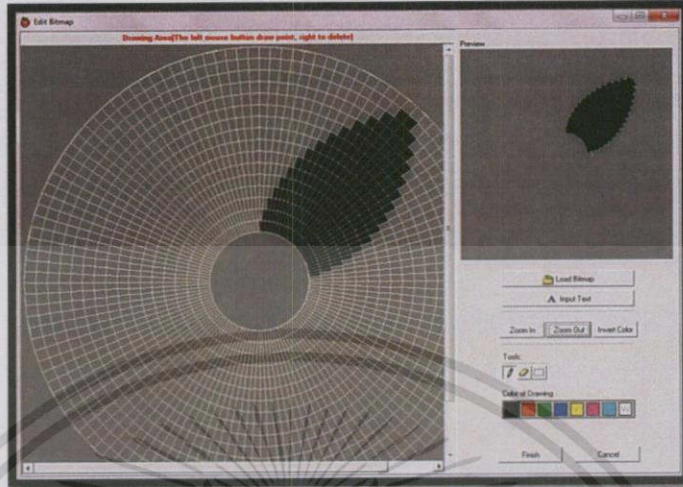 Edit Bitmap
Drawing Area(The left mouse button draw point, right to delete)
Preview
Load Bitmap
A Input Text
Zoom In
Zoom Out
Invert Color
Tools:
Color of Drawing
Finish
Cancel